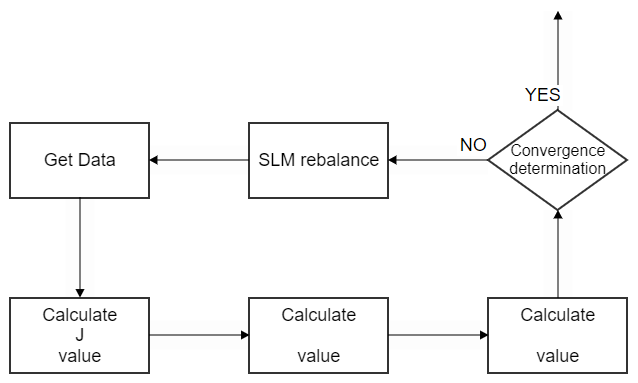 YES
NO
Convergence
determination
SLM rebalance
Get Data
Calculate
J
value
Calculate
value
Calculate
value